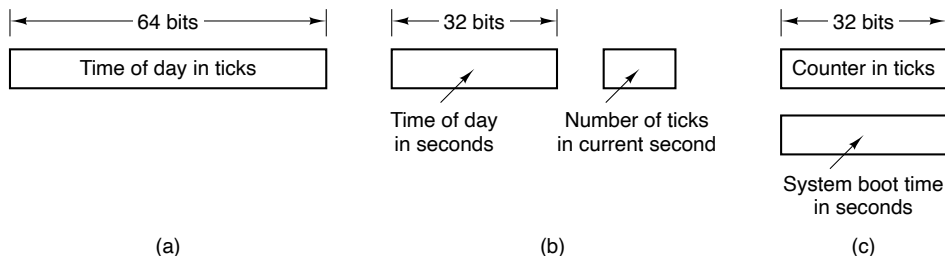 64 bits
Time of day in ticks
(a)
32 bits
Time of day
in seconds
Number of ticks
in current second
(b)
32 bits
Counter in ticks
System boot time
in seconds
(c)